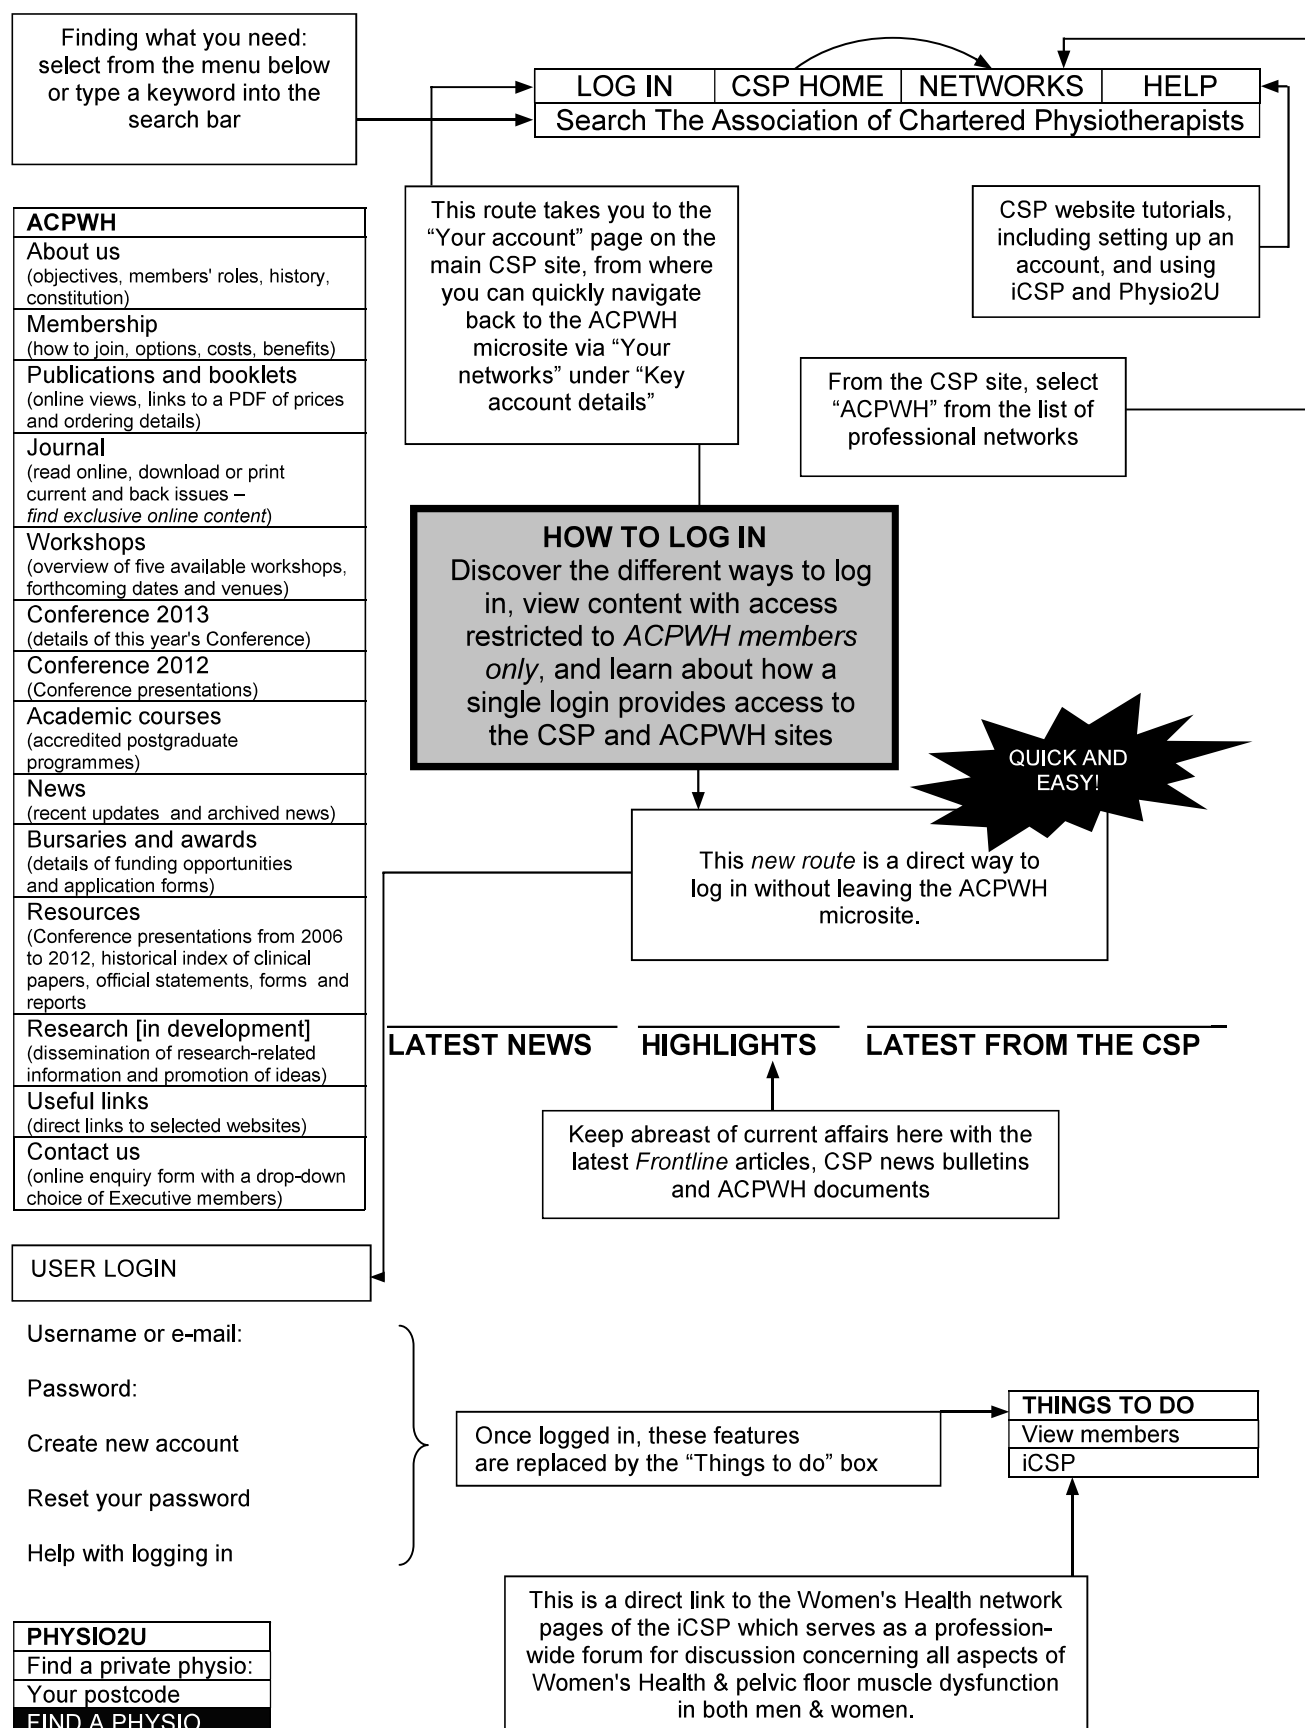 Finding what you need:
select from the menu below
or type a keyword into the
search bar
LOG IN CSP HOME NETWORKS HELP
Search The Association of Chartered Physiotherapists
This route takes you to the
“Your account” page on the
main CSP site, from where
you can quickly navigate
back to the ACPWH
microsite via “Your
networks” under “Key
account details”
CSP website tutorials,
including setting up an
account, and using
iCSP and Physio2U
From the CSP site, select
“ACPWH” from the list of
professional networks
ACPWH
About us
(objectives, members' roles, history,
constitution)
Membership
(how to join, options, costs, benefits)
Publications and booklets
(online views, links to a PDF of prices
and ordering details)
Journal
(read online, download or print
current and back issues –
find exclusive online content)
Workshops
(overview of five available workshops,
forthcoming dates and venues)
Conference 2013
(details of this year's Conference)
Conference 2012
(Conference presentations)
Academic courses
(accredited postgraduate
programmes)
News
(recent updates and archived news)
Bursaries and awards
(details of funding opportunities
and application forms)
Resources
(Conference presentations from 2006
to 2012, historical index of clinical
papers, official statements, forms and
reports
Research [in development]
(dissemination of research-related
information and promotion of ideas)
Useful links
(direct links to selected websites)
Contact us
(online enquiry form with a drop-down
choice of Executive members)
HOW TO LOG IN
Discover the different ways to log
in, view content with access
restricted to ACPWH members
only, and learn about how a
single login provides access to
the CSP and ACPWH sites
QUICK AND
EASY!
This new route is a direct way to
log in without leaving the ACPWH
microsite.
LATEST NEWS HIGHLIGHTS LATEST FROM THE CSP
Keep abreast of current affairs here with the
latest Frontline articles, CSP news bulletins
and ACPWH documents
USER LOGIN
Username or e-mail:
Password:
Create new account
Reset your password
Help with logging in
Once logged in, these features
are replaced by the “Things to do” box
THINGS TO DO
View members
iCSP
This is a direct link to the Women's Health network
pages of the iCSP which serves as a profession-
wide forum for discussion concerning all aspects of
Women's Health & pelvic floor muscle dysfunction
in both men & women.
PHYSIO2U
Find a private physio:
Your postcode
FIND A PHYSIO